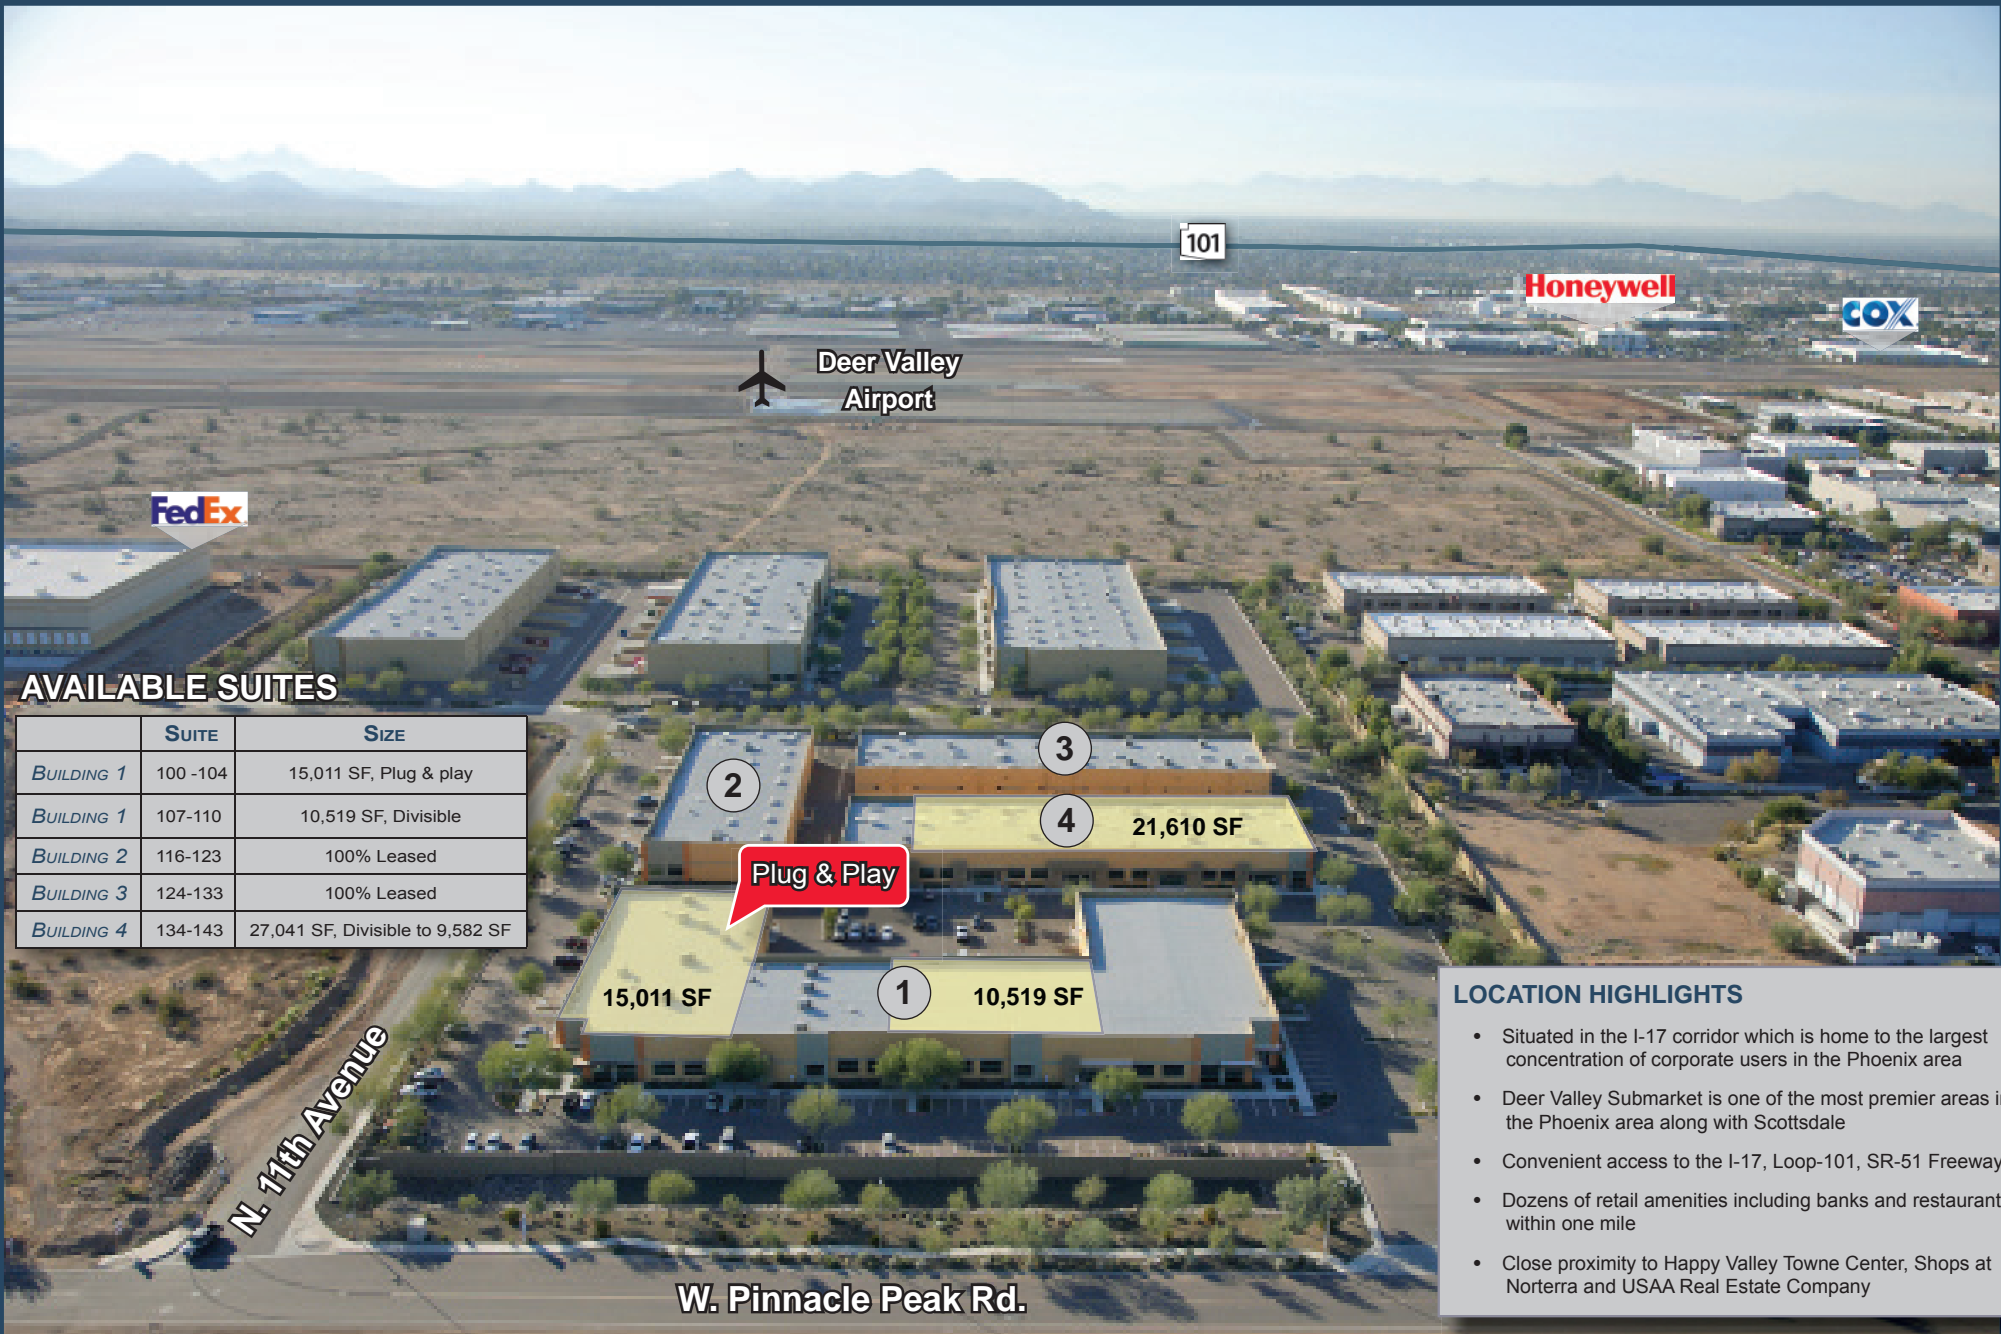 101
Honeywell
COX
Deer Valley
Airport
FedEx
AVAILABLE SUITES
SUITE SIZE
BUILDING 1 100 -104 15,011 SF, Plug & play
BUILDING 1 107-110 10,519 SF, Divisible
BUILDING 2 116-123 100% Leased
BUILDING 3 124-133 100% Leased
BUILDING 4 134-143 27,041 SF, Divisible to 9,582 SF
3
2
4 21,610 SF
Plug & Play
15,011 SF
1
10,519 SF
N. 11th Avenue
W. Pinnacle Peak Rd.
LOCATION HIGHLIGHTS
• Situated in the I-17 corridor which is home to the largest
concentration of corporate users in the Phoenix area
• Deer Valley Submarket is one of the most premier areas i
the Phoenix area along with Scottsdale
• Convenient access to the I-17, Loop-101, SR-51 Freeway
• Dozens of retail amenities including banks and restaurant
within one mile
• Close proximity to Happy Valley Towne Center, Shops at
Norterra and USAA Real Estate Company